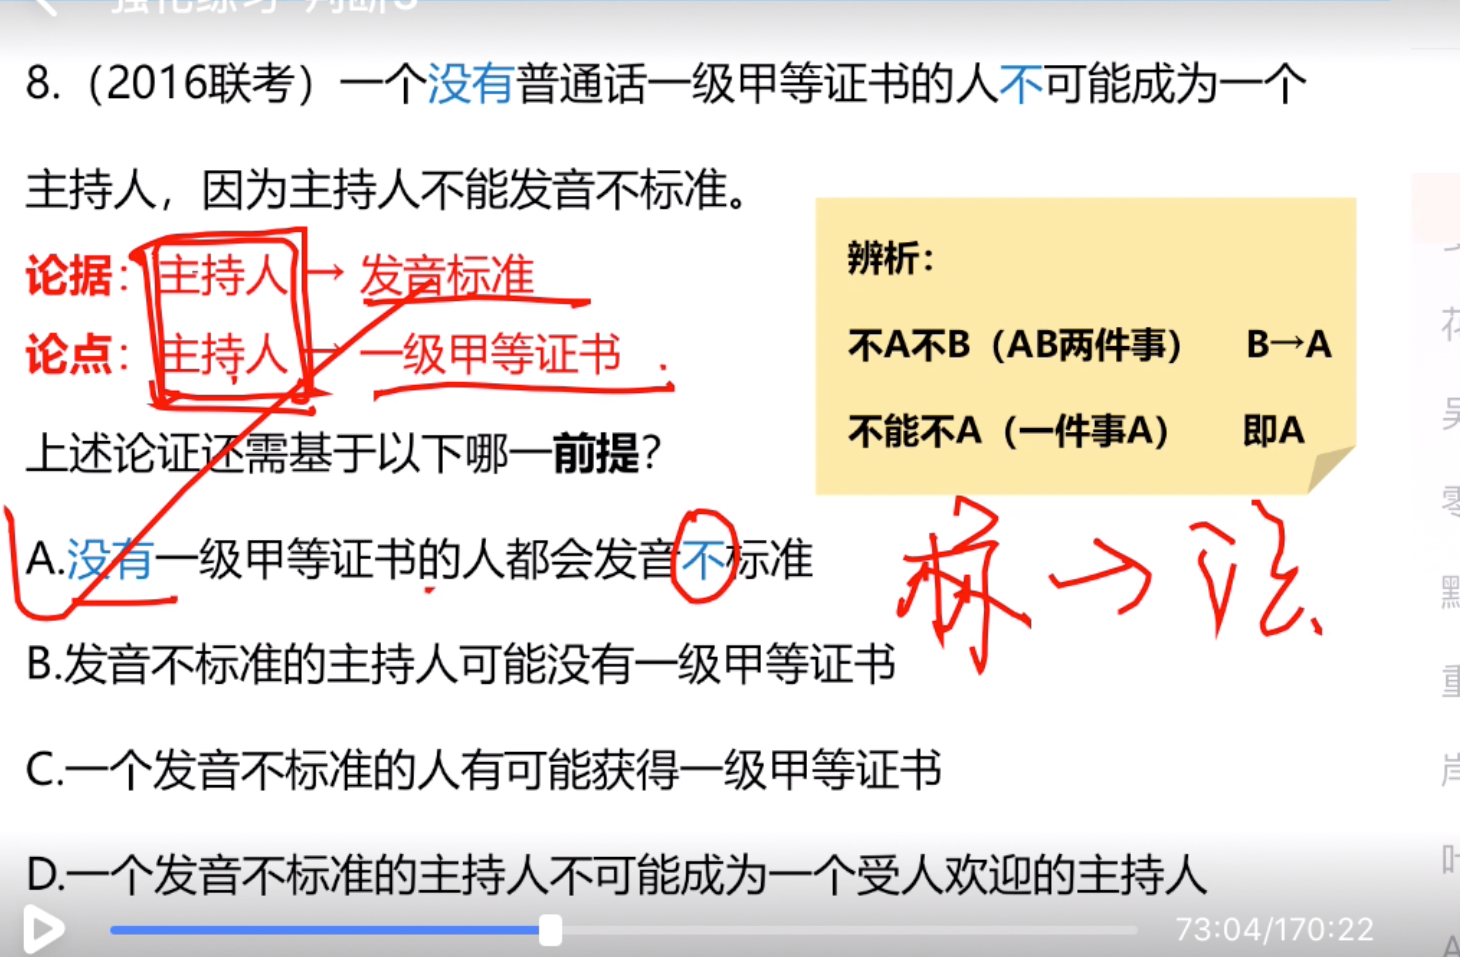 8.（2016联考）一个没有普通话一级甲等证书的人不可能成为一个
主持人，因为主持人不能发音不标准。
论据：主持人→ 发音标准
论点：主持人→ 一级甲等证书
辨析：
不A不B（AB两件事） B→A
不能不A（一件事A） 即A
上述论证还需基于以下哪一前提？
A.没有一级甲等证书的人都会发音不标准
标→证
B.发音不标准的主持人可能没有一级甲等证书
C.一个发音不标准的人有可能获得一级甲等证书
D.一个发音不标准的主持人不可能成为一个受人欢迎的主持人
73:04/170:22